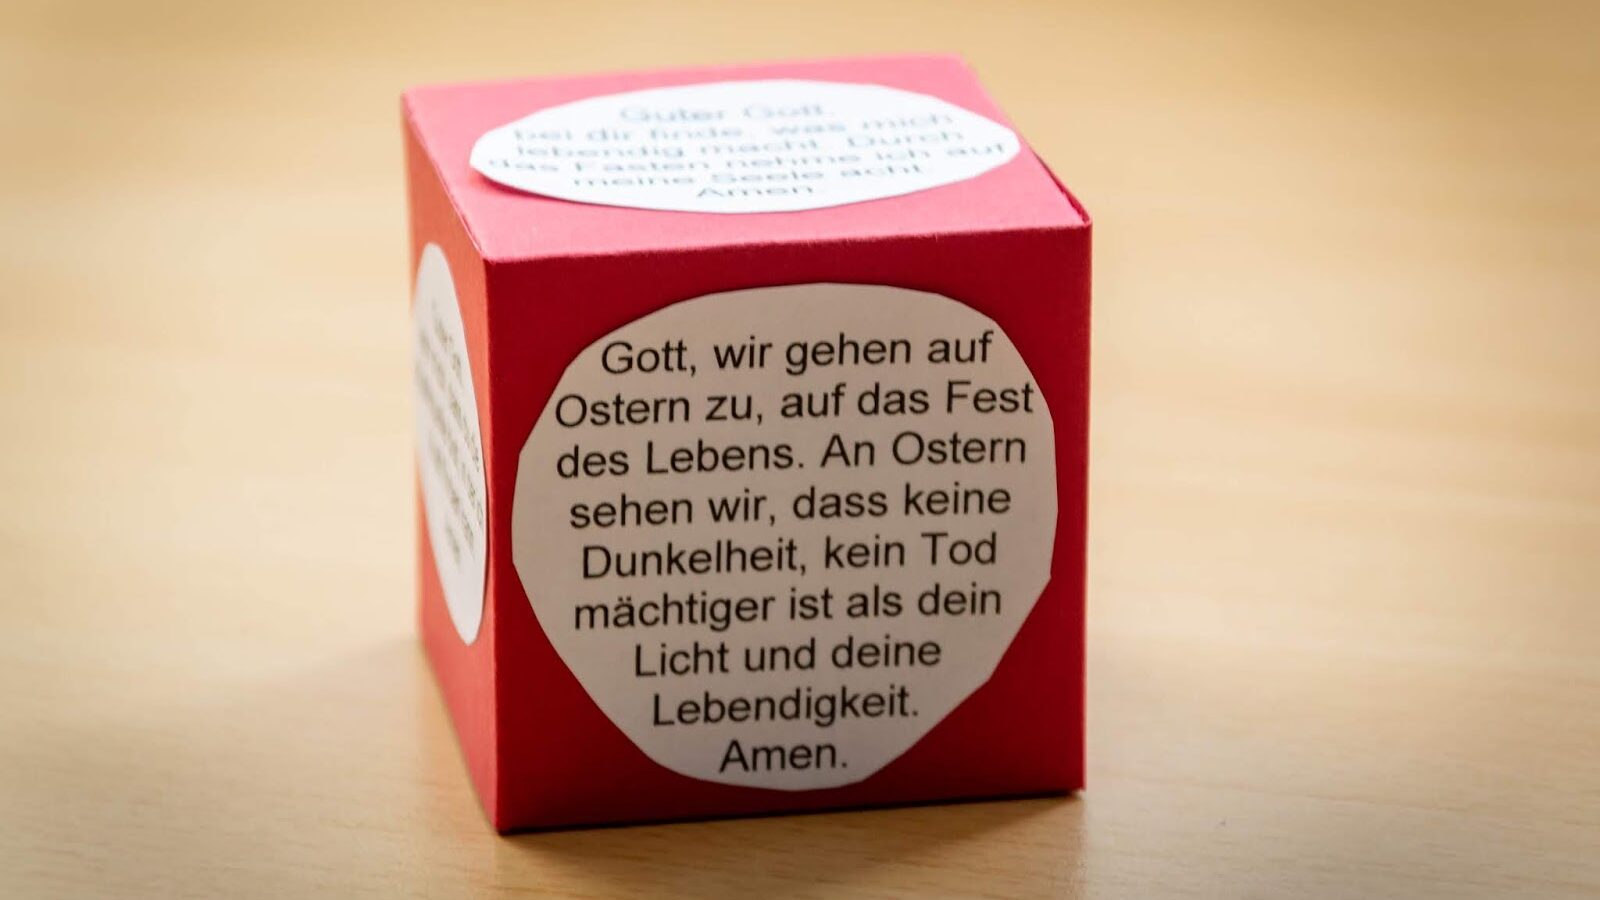 Guter Gott,
bei dir finde, was mich
lebendig macht. Durch
das Fasten nehme ich auf
meine Seele acht.
Amen.
Gott, wir gehen auf
Ostern zu, auf das Fest
des Lebens. An Ostern
sehen wir, dass keine
Dunkelheit, kein Tod
mächtiger ist als dein
Licht und deine
Lebendigkeit.
Amen.